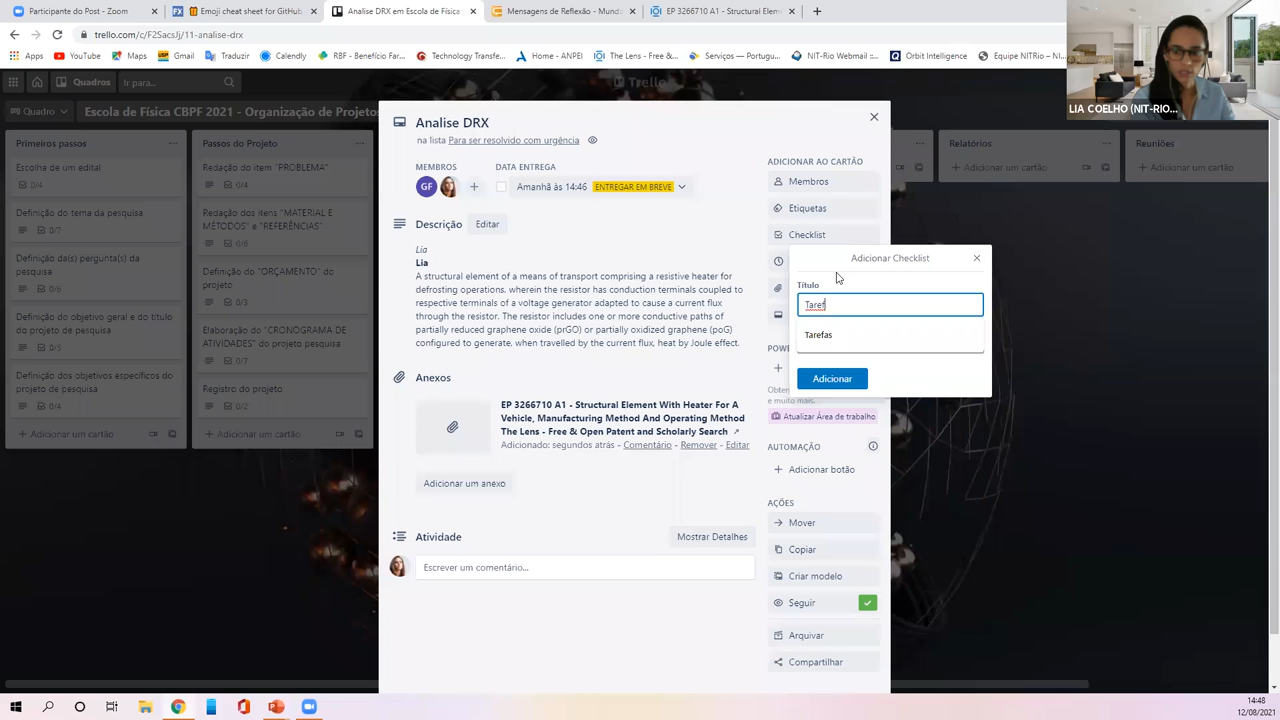 Participante do Post - Zoom
Emoji cheat sheet for GitHub
Analise DRX em Escola de Física
Mensagens de Reflexão - Mund
EP 3266710 A1 - Structural Elem
trello.com/c/F2SacsJj/11-analise-drx
Apps
YouTube
Maps
Gmail
Traduzir
Calendly
RBF - Benefício Far...
Technology Transfe...
Home - ANPEI
The Lens - Free &...
Serviços — Portugu...
NIT-Rio Webmail ::...
Orbit Intelligence
Equipe NITRio (NIT...
Quadros
Ir para...
Trello
LIA COELHO (NIT-RIO...
Quadro
Escola de Física CBPF 2021 - Organização de Projetos
Primeiros passos
Escolha de um edital
0/4
Definição do tema da pesquisa
0/7
Definição da(s) pergunta(s) da
pesquisa
0/6
Definição do título do projeto
Definição do objetivo geral e do título
do projeto
0/5
Definição dos objetivos específicos do
projeto de pesquisa
0/4
Adicionar um cartão
Passos do Projeto
Redação do item "PROBLEMA"
0/4
Redação dos itens "MATERIAL E
MÉTODOS" e "REFERÊNCIAS"
0/6
Definição do "ORÇAMENTO" do
projeto de pesquisa
0/3
Elaboração do "CRONOGRAMA DE
ATIVIDADES" do projeto pesquisa
0/3
Registro do projeto
0/2
Adicionar um cartão
Analise DRX
na lista Para ser resolvido com urgência
MEMBROS
DATA ENTREGA
GF
Amanhã às 14:46
ENTREGAR EM BREVE
Descrição
Editar
Lia
Lia
A structural element of a means of transport comprising a resistive heater for
defrosting operations, wherein the resistor has conduction terminals coupled to
respective terminals of a voltage generator adapted to cause a current flux
through the resistor. The resistor includes one or more conductive paths of
partially reduced graphene oxide (prGO) or partially oxidized graphene (poG)
configured to generate, when travelled by the current flux, heat by Joule effect.
Anexos
EP 3266710 A1 - Structural Element With Heater For A
Vehicle, Manufacturing Method And Operating Method
The Lens - Free & Open Patent and Scholarly Search
Adicionado: segundos atrás - Comentário - Remover - Editar
Adicionar um anexo
Atividade
Mostrar Detalhes
Escrever um comentário...
ADICIONAR AO CARTÃO
Membros
Etiquetas
Checklist
Adicionar Checklist
Título
Taref
Tarefas
Adicionar
POWE
Obten
e muito mais.
Atualizar Área de trabalho
AUTOMAÇÃO
Adicionar botão
AÇÕES
Mover
Copiar
Criar modelo
Seguir
Arquivar
Compartilhar
Relatórios
Adicionar um cartão
Reuniões
Adicionar um cartão
14:48
12/08/2021